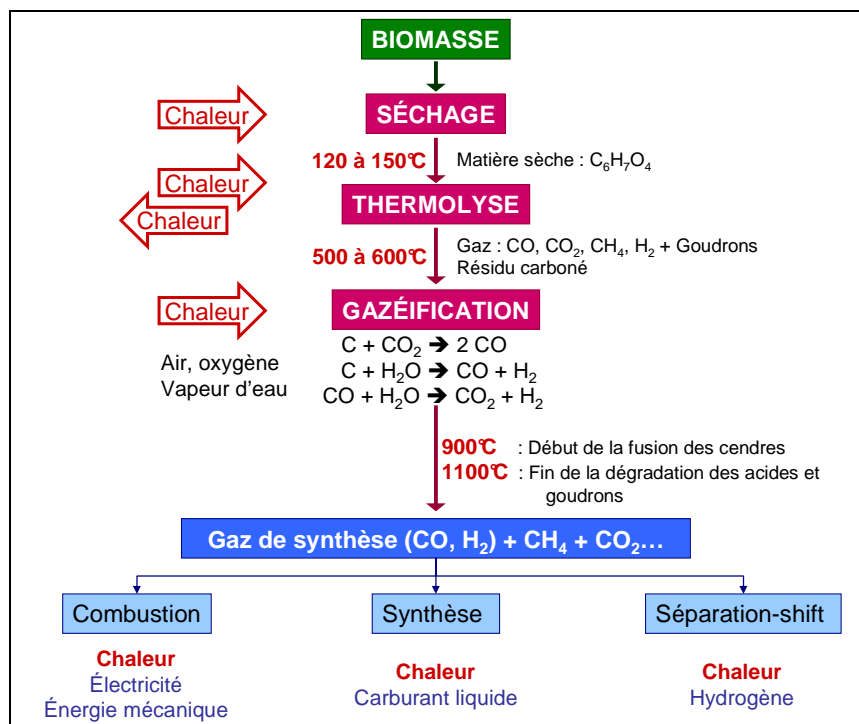 BIOMASSE
Chaleur
SÉCHAGE
120 à 150°C
Matière sèche : C₆H₇O₄
Chaleur
Chaleur
THERMOLYSE
500 à 600°C
Gaz : CO, CO₂, CH₄, H₂ + Goudrons
Résidu carboné
Chaleur
GAZÉIFICATION
Air, oxygène
Vapeur d'eau
C + CO₂ ➔ 2 CO
C + H₂O ➔ CO + H₂
CO + H₂O ➔ CO₂ + H₂
900°C : Début de la fusion des cendres
1100°C : Fin de la dégradation des acides et
goudrons
Gaz de synthèse (CO, H₂) + CH₄ + CO₂…
Combustion
Chaleur
Électricité
Énergie mécanique
Synthèse
Chaleur
Carburant liquide
Séparation-shift
Chaleur
Hydrogène